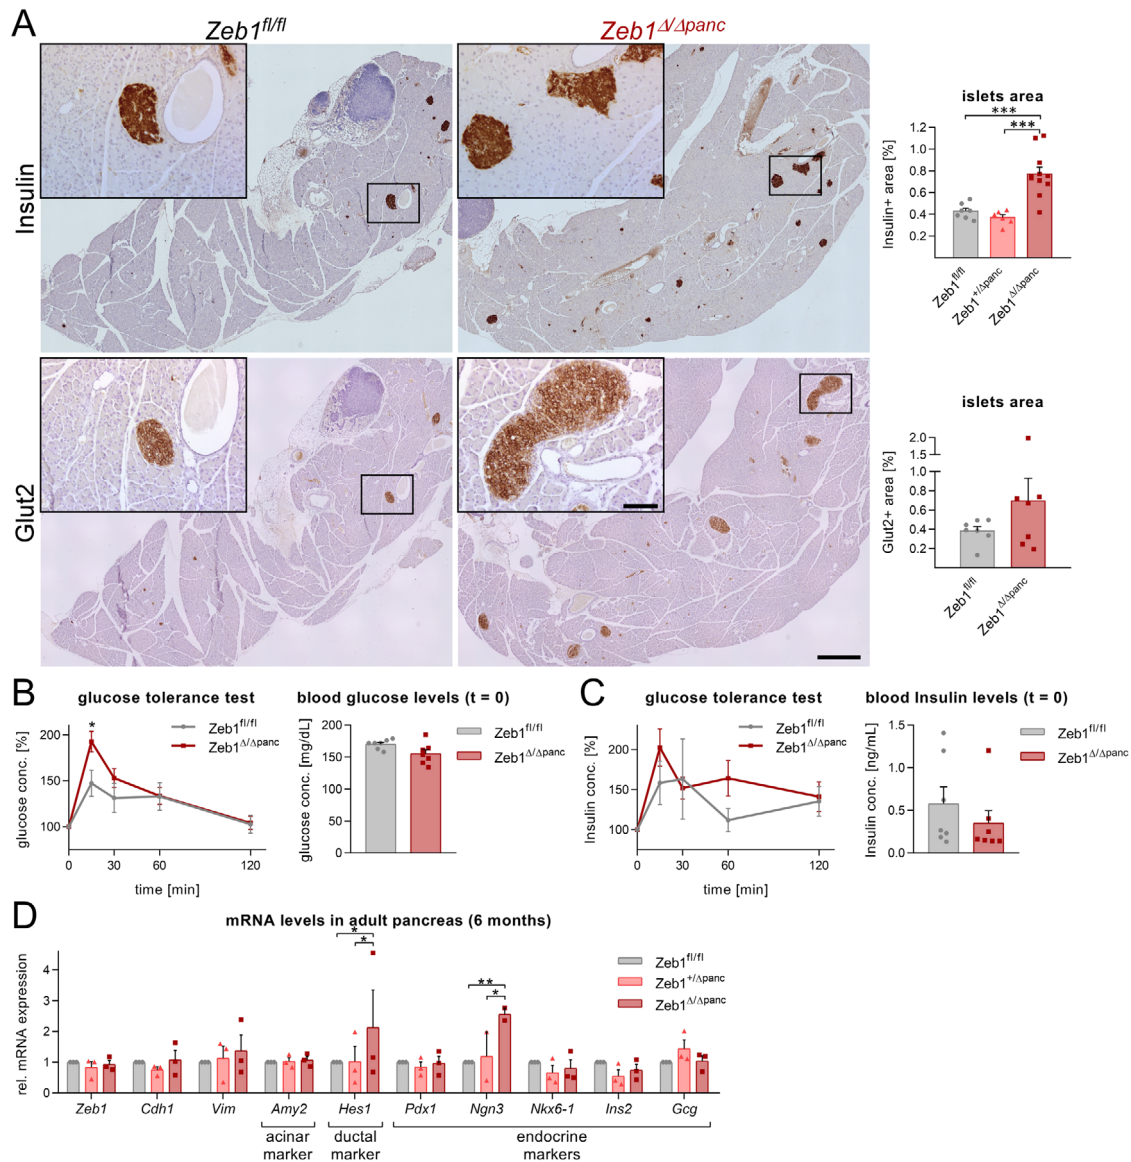 A
Zeb1fl/fl
Zeb1Δ/Δpanc
Insulin
islets area
***
***
Insulin+ area [%]
1.2
1.0
0.8
0.6
0.4
0.2
Zeb1fl/fl
Zeb1+/Δpanc
Zeb1Δ/Δpanc
Glut2
islets area
Glut2+ area [%]
2.0
1.5
1.0
0.8
0.6
0.4
0.2
Zeb1fl/fl
Zeb1Δ/Δpanc
B
glucose tolerance test
glucose conc. [%]
200
150
100
*
Zeb1fl/fl
Zeb1Δ/Δpanc
0 30 60 120
time [min]
blood glucose levels (t = 0)
glucose conc. [mg/dL]
200
150
100
50
0
Zeb1fl/fl
Zeb1Δ/Δpanc
C
glucose tolerance test
Insulin conc. [%]
200
150
100
Zeb1fl/fl
Zeb1Δ/Δpanc
0 30 60 120
time [min]
blood Insulin levels (t = 0)
Insulin conc. [ng/mL]
1.5
1.0
0.5
0.0
Zeb1fl/fl
Zeb1Δ/Δpanc
D
mRNA levels in adult pancreas (6 months)
rel. mRNA expression
4
3
2
1
0
*
*
**
*
Zeb1fl/fl
Zeb1+/Δpanc
Zeb1Δ/Δpanc
Zeb1 Cdh1 Vim Amy2 Hes1 Pdx1 Ngn3 Nkx6-1 Ins2 Gcg
acinar marker
ductal marker
endocrine markers